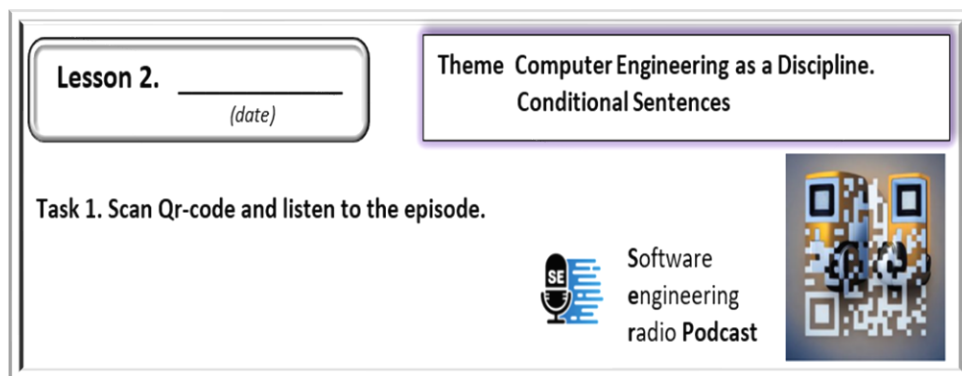 Lesson 2. ________________
(date)
Theme Computer Engineering as a Discipline.
Conditional Sentences
Task 1. Scan Qr-code and listen to the episode.
SE
Software
engineering
radio Podcast